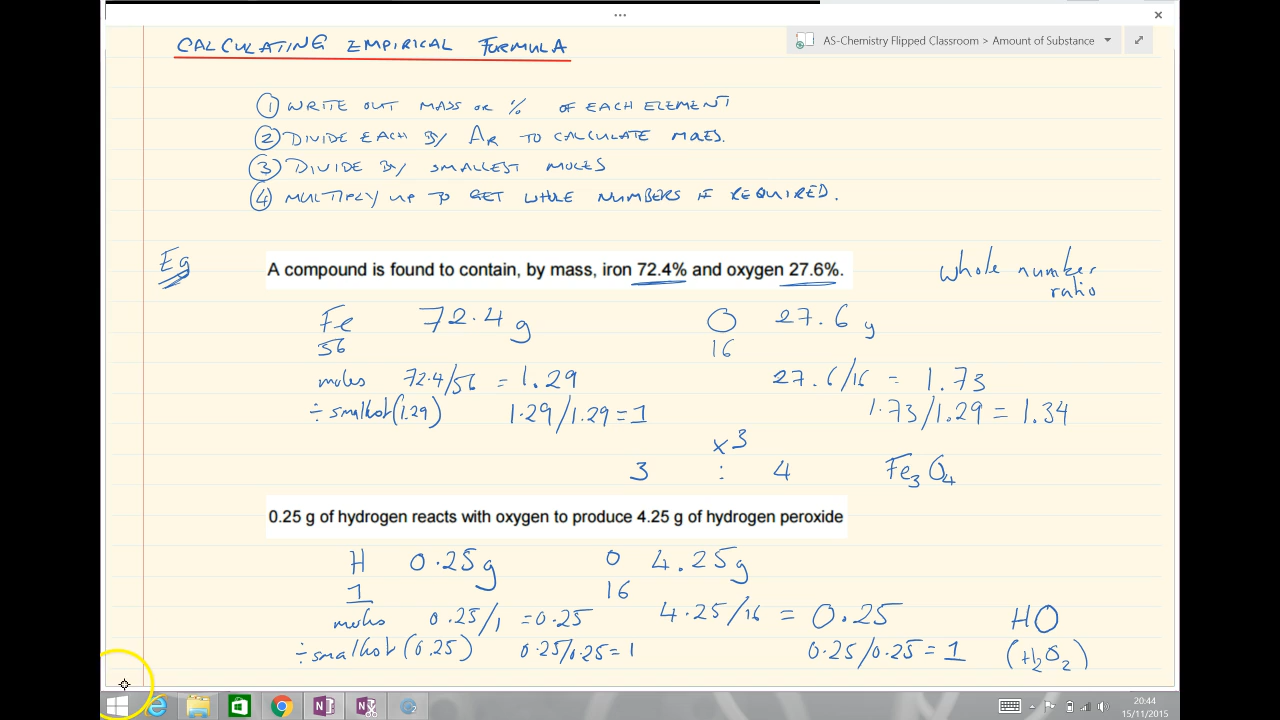 AS-Chemistry Flipped Classroom > Amount of Substance
CALCULATING EMPIRICAL FORMULA
① WRITE OUT MASS OR % OF EACH ELEMENT
② DIVIDE EACH BY AR TO CALCULATE MOLES.
③ DIVIDE BY SMALLEST MOLES
④ MULTIPLY UP TO GET WHOLE NUMBERS IF REQUIRED.
Eg
A compound is found to contain, by mass, iron 72.4% and oxygen 27.6%.
whole number
ratio
Fe 72.4g O 27.6g
56 16
moles 72.4/56 = 1.29 27.6/16 = 1.73
÷ smallest (1.29) 1.29/1.29 = 1 1.73/1.29 = 1.34
x3
3 : 4 Fe₃O₄
0.25 g of hydrogen reacts with oxygen to produce 4.25 g of hydrogen peroxide
H 0.25g O 4.25g
1 16
moles 0.25/1 = 0.25 4.25/16 = 0.25 HO
÷ smallest (0.25) 0.25/0.25 = 1 0.25/0.25 = 1 (H₂O₂)
20:44
15/11/2015